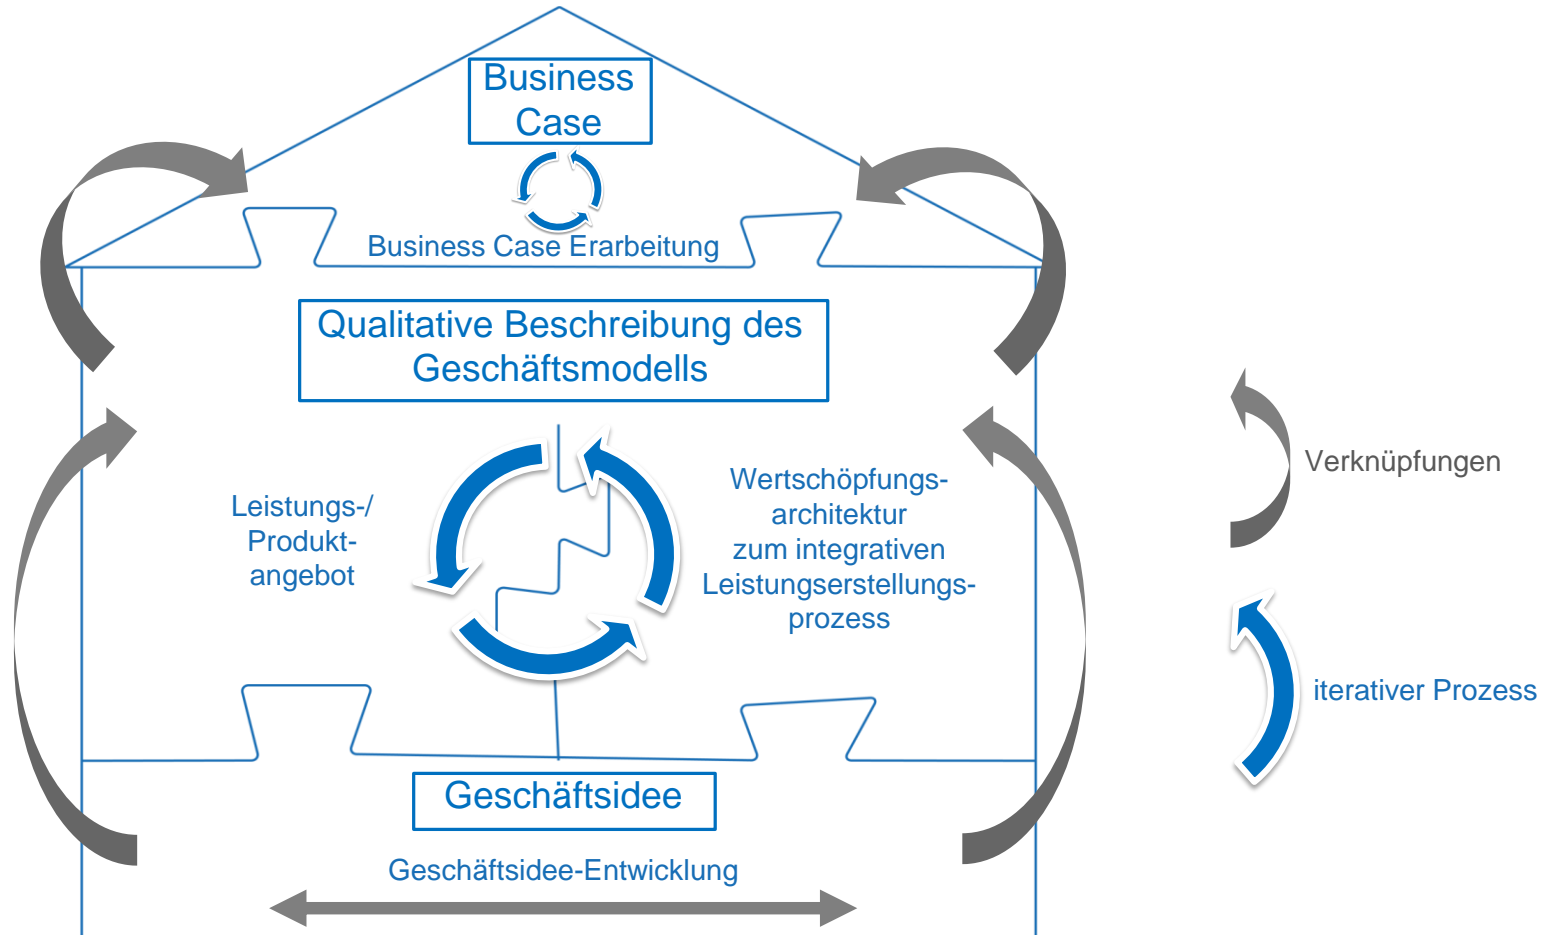 Business
Case
Business Case Erarbeitung
Qualitative Beschreibung des
Geschäftsmodells
Leistungs-/
Produkt-
angebot
Wertschöpfungs-
architektur
zum integrativen
Leistungserstellungs-
prozess
Geschäftsidee
Geschäftsidee-Entwicklung
Verknüpfungen
iterativer Prozess